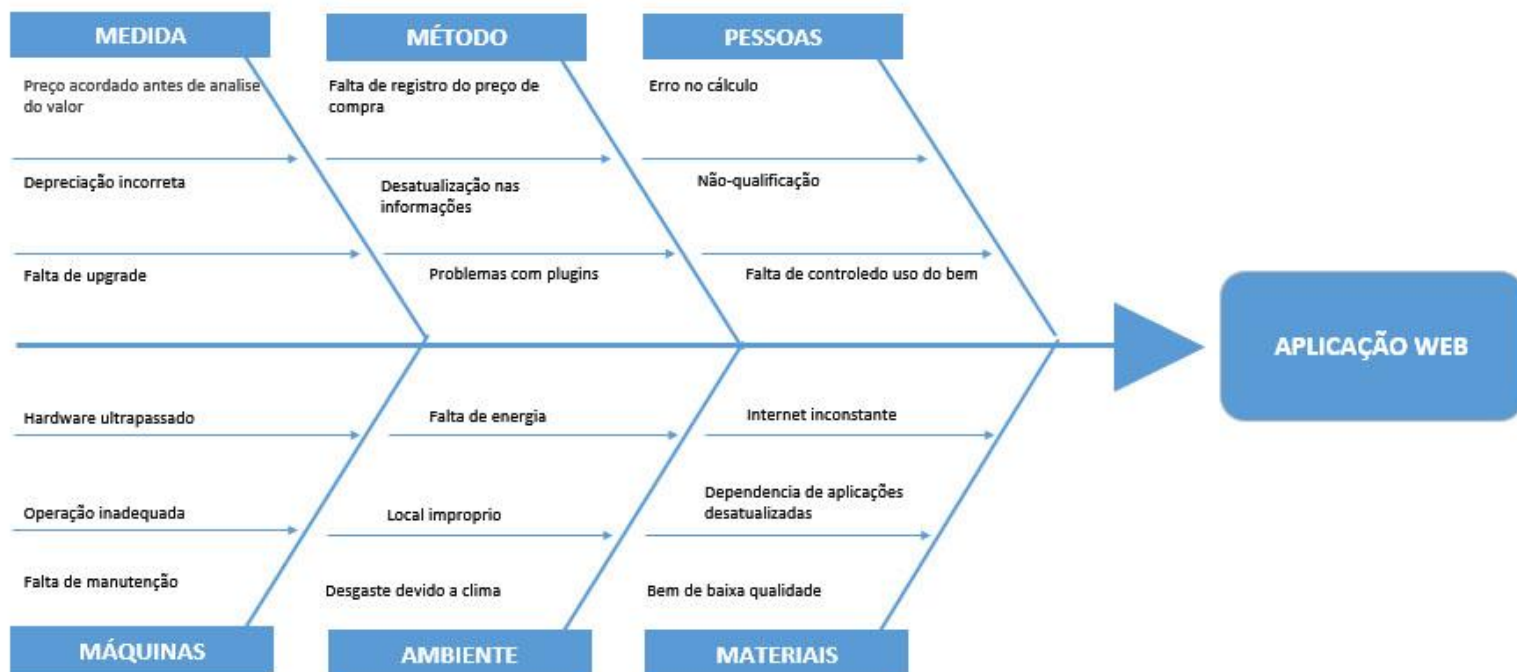 MEDIDA
MÉTODO
PESSOAS
Preço acordado antes de analise
do valor
Falta de registro do preço de
compra
Erro no cálculo
Depreciação incorreta
Desatualização nas
informações
Não-qualificação
Falta de upgrade
Problemas com plugins
Falta de controledo uso do bem
APLICAÇÃO WEB
Hardware ultrapassado
Falta de energia
Internet inconstante
Operação inadequada
Local improprio
Dependencia de aplicações
desatualizadas
Falta de manutenção
Desgaste devido a clima
Bem de baixa qualidade
MÁQUINAS
AMBIENTE
MATERIAIS